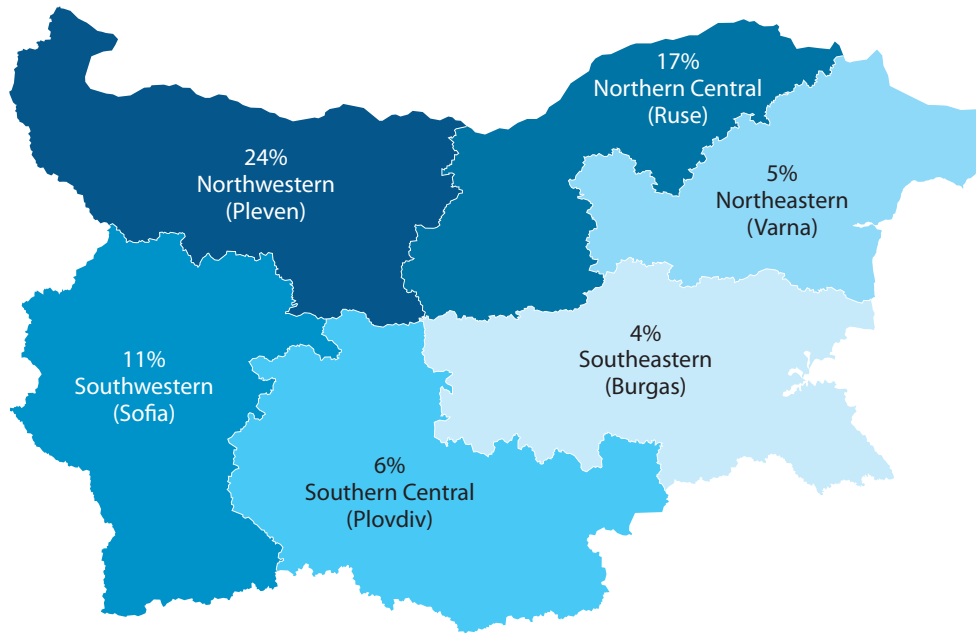 17%
Northern Central
(Ruse)
24%
Northwestern
(Pleven)
5%
Northeastern
(Varna)
11%
Southwestern
(Sofia)
4%
Southeastern
(Burgas)
6%
Southern Central
(Plovdiv)